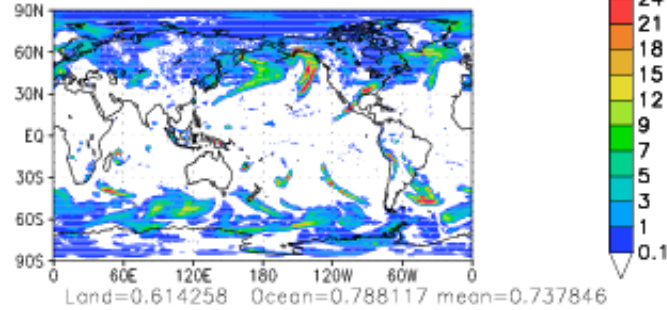 90N
60N
30N
EQ
30S
60S
90S
0 60E 120E 180 120W 60W 0
Land=0.614258 Ocean=0.788117 mean=0.737846
24
21
18
15
12
9
7
5
3
1
0.1